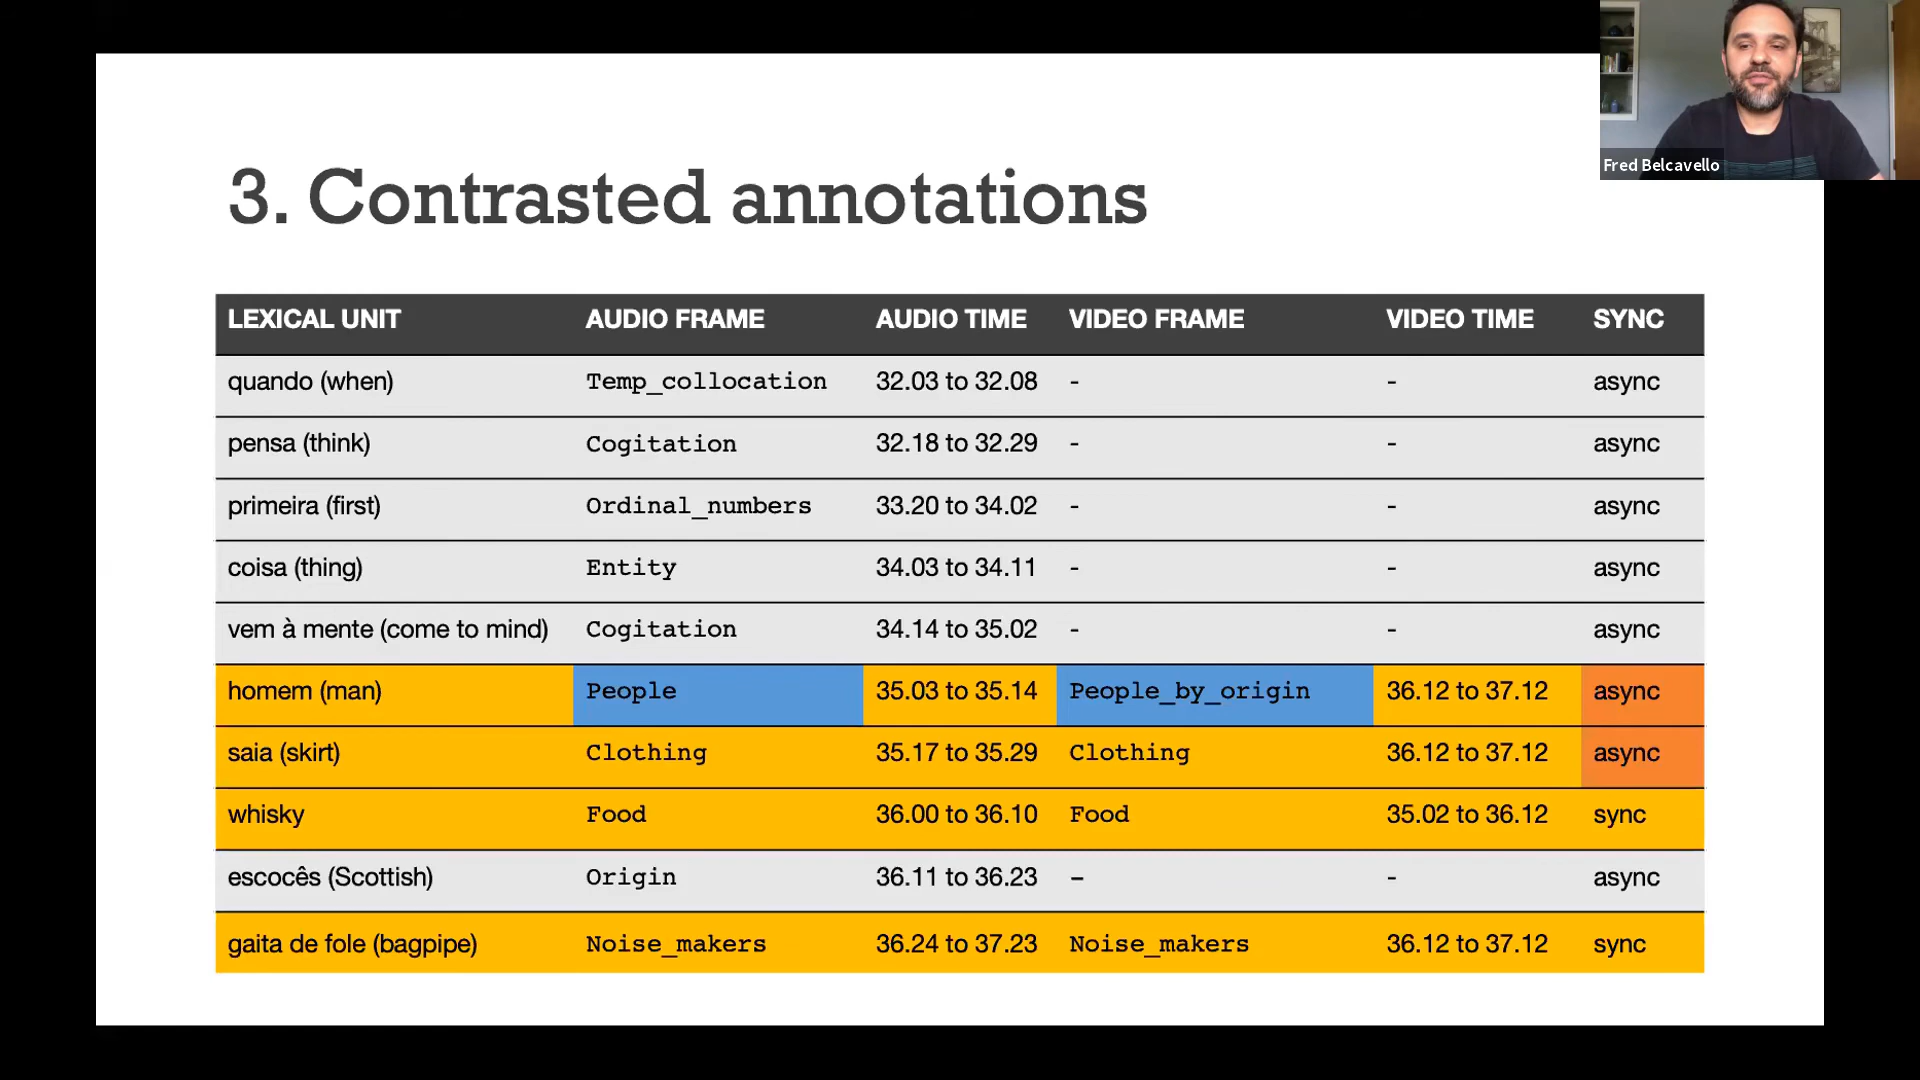 Fred Belcavello
3. Contrasted annotations
LEXICAL UNIT AUDIO FRAME AUDIO TIME VIDEO FRAME VIDEO TIME SYNC
quando (when) Temp_collocation 32.03 to 32.08 - - async
pensa (think) Cogitation 32.18 to 32.29 - - async
primeira (first) Ordinal_numbers 33.20 to 34.02 - - async
coisa (thing) Entity 34.03 to 34.11 - - async
vem à mente (come to mind) Cogitation 34.14 to 35.02 - - async
homem (man) People 35.03 to 35.14 People_by_origin 36.12 to 37.12 async
saia (skirt) Clothing 35.17 to 35.29 Clothing 36.12 to 37.12 async
whisky Food 36.00 to 36.10 Food 35.02 to 36.12 sync
escocês (Scottish) Origin 36.11 to 36.23 – - async
gaita de fole (bagpipe) Noise_makers 36.24 to 37.23 Noise_makers 36.12 to 37.12 sync